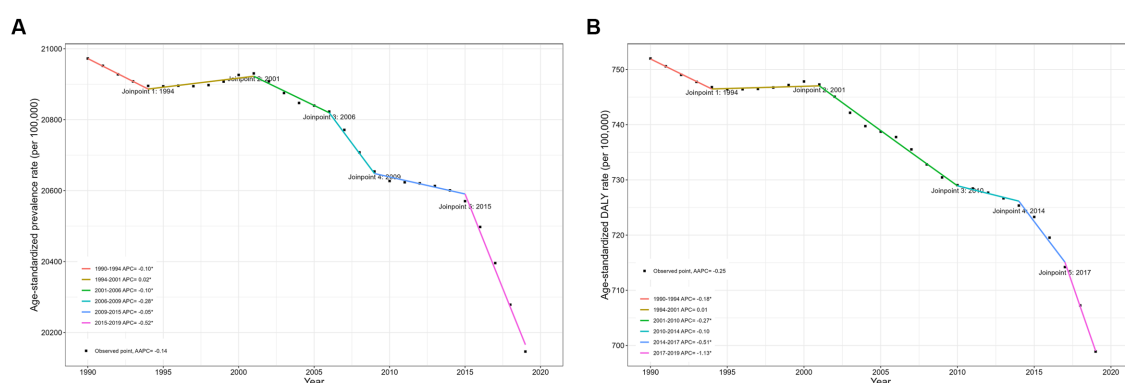 A
B
Age-standardized prevalence rate (per 100,000)
21000
20800
20600
20400
20200
Joinpoint 1: 1994
Joinpoint 2: 2001
Joinpoint 3: 2006
Joinpoint 4: 2009
Joinpoint 5: 2015
1990-1994 APC= -0.10*
1994-2001 APC= 0.02*
2001-2006 APC= -0.10*
2006-2009 APC= -0.28*
2009-2015 APC= -0.05*
2015-2019 APC= -0.52*
Observed point, AAPC= -0.14
1990 1995 2000 2005 2010 2015 2020
Year
Age-standardized DALY rate (per 100,000)
750
740
730
720
710
700
Joinpoint 1: 1994
Joinpoint 2: 2001
Joinpoint 3: 2010
Joinpoint 4: 2014
Joinpoint 5: 2017
Observed point, AAPC= -0.25
1990-1994 APC= -0.18*
1994-2001 APC= 0.01
2001-2010 APC= -0.27*
2010-2014 APC= -0.10
2014-2017 APC= -0.51*
2017-2019 APC= -1.13*
1990 1995 2000 2005 2010 2015 2020
Year